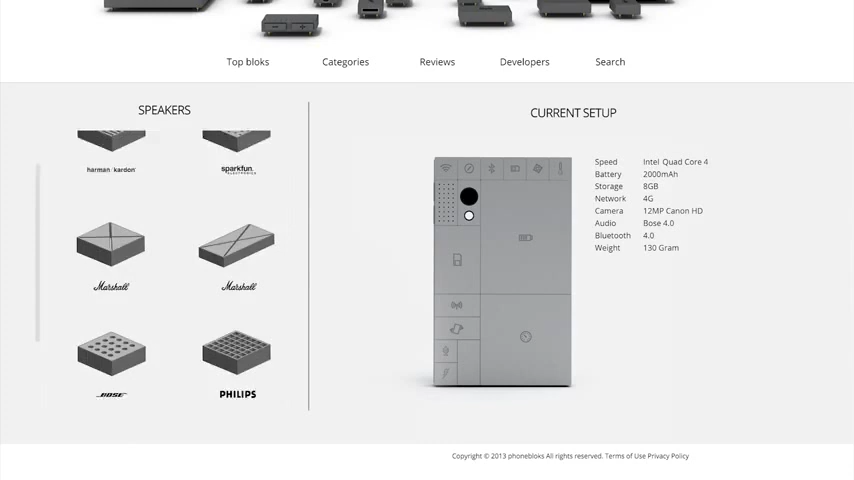 Top bloks Categories Reviews Developers Search
SPEAKERS
harman/kardon
sparkfun
ELECTRONICS
Marshall
Marshall
BOSE
PHILIPS
CURRENT SETUP
Speed Intel Quad Core 4
Battery 2000mAh
Storage 8GB
Network 4G
Camera 12MP Canon HD
Audio Bose 4.0
Bluetooth 4.0
Weight 130 Gram
Copyright © 2013 phonebloks All rights reserved. Terms of Use Privacy Policy